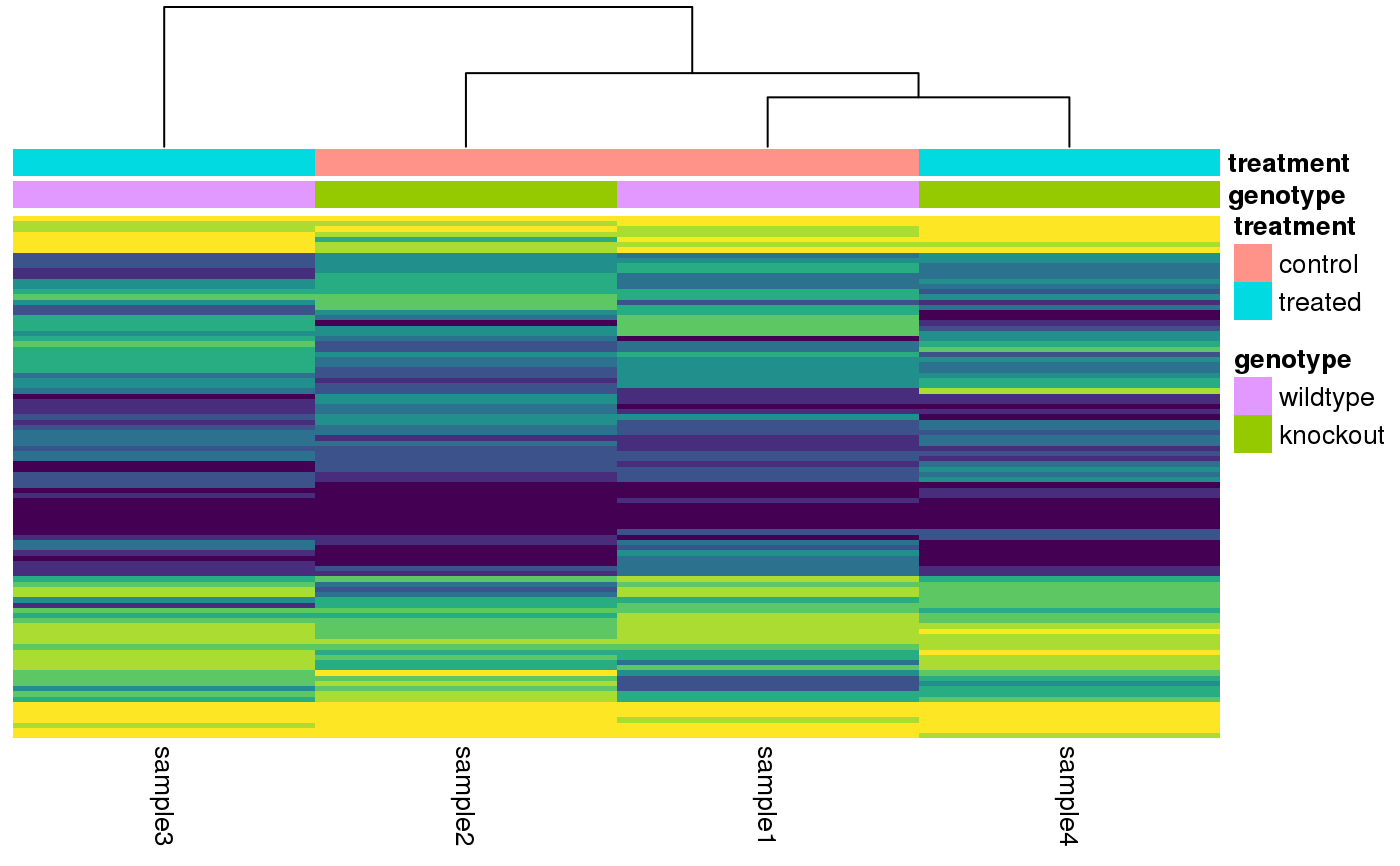 treatment
genotype
treatment
control
treated
genotype
wildtype
knockout
sample3
sample2
sample1
sample4